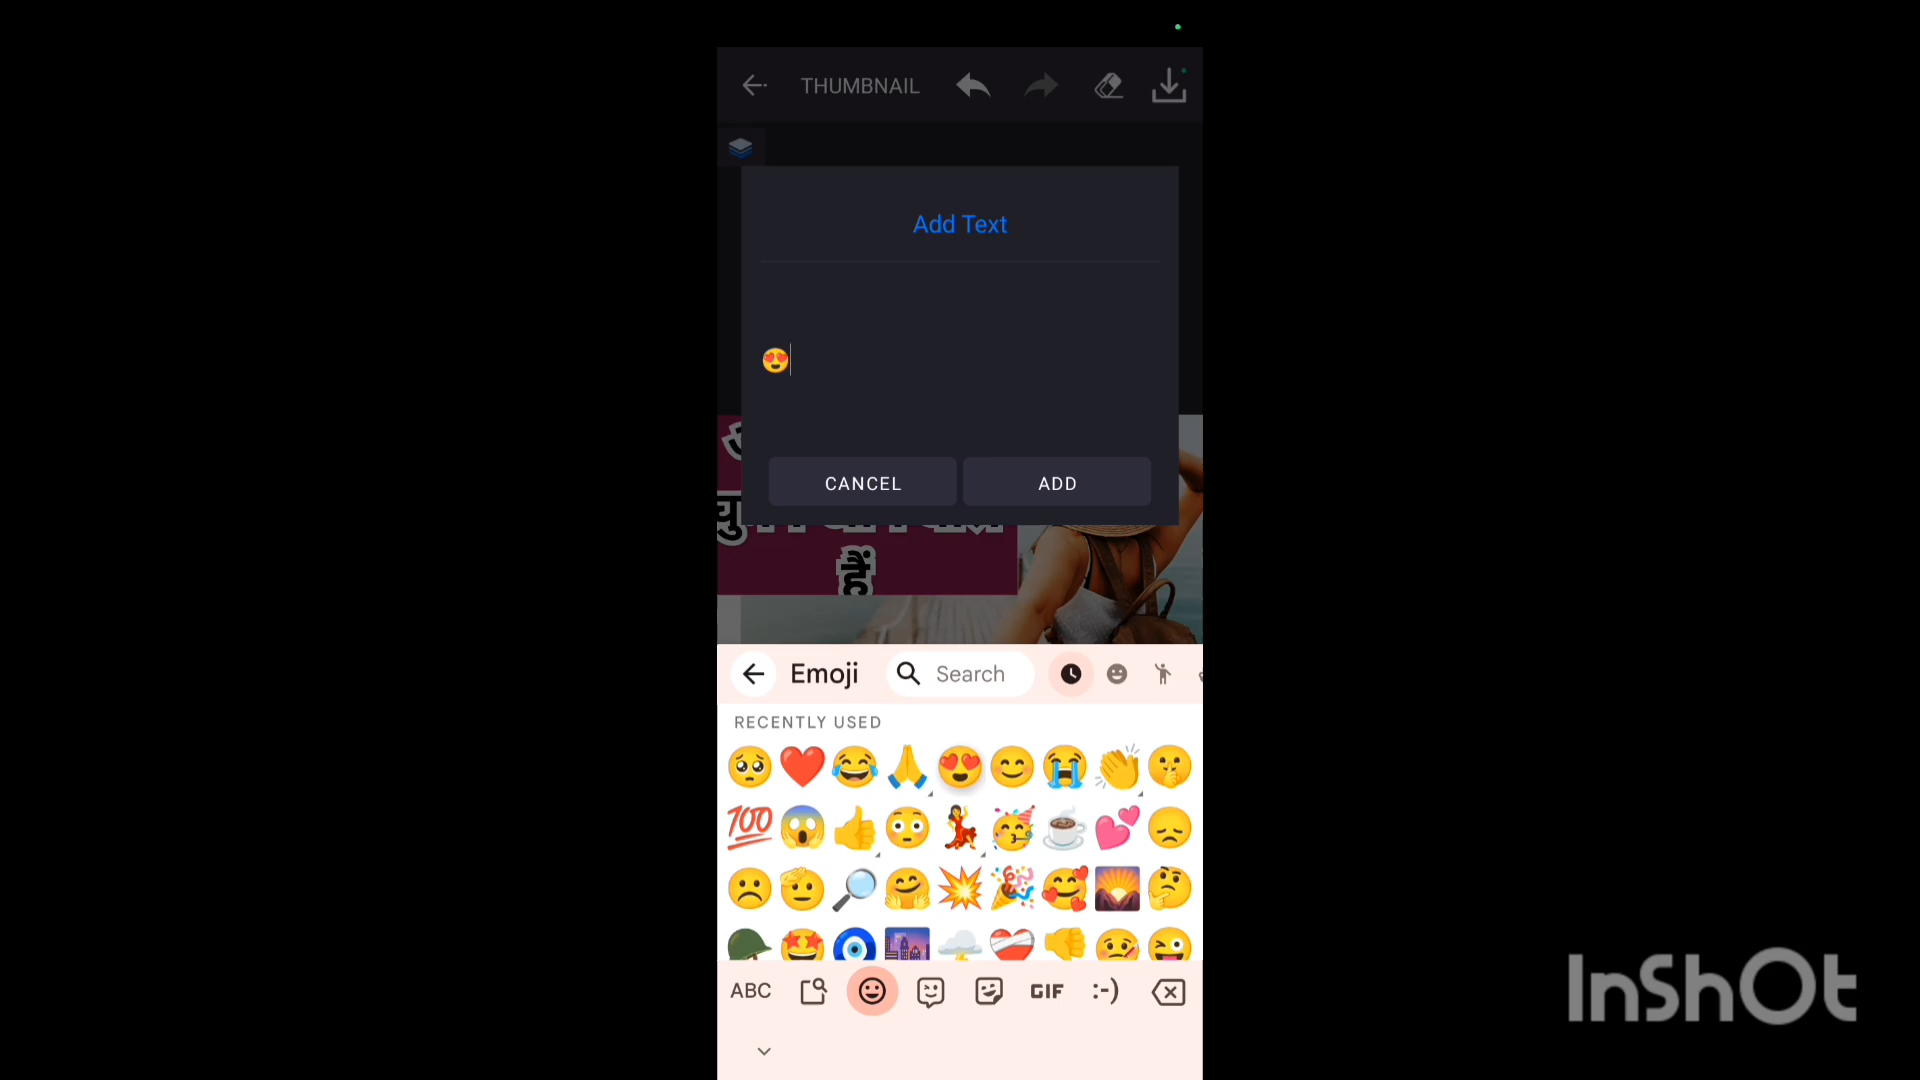 THUMBNAIL
Add Text
😍
CANCEL
ADD
हैं
Emoji
Search
RECENTLY USED
ABC
GIF
:-)
InShOt